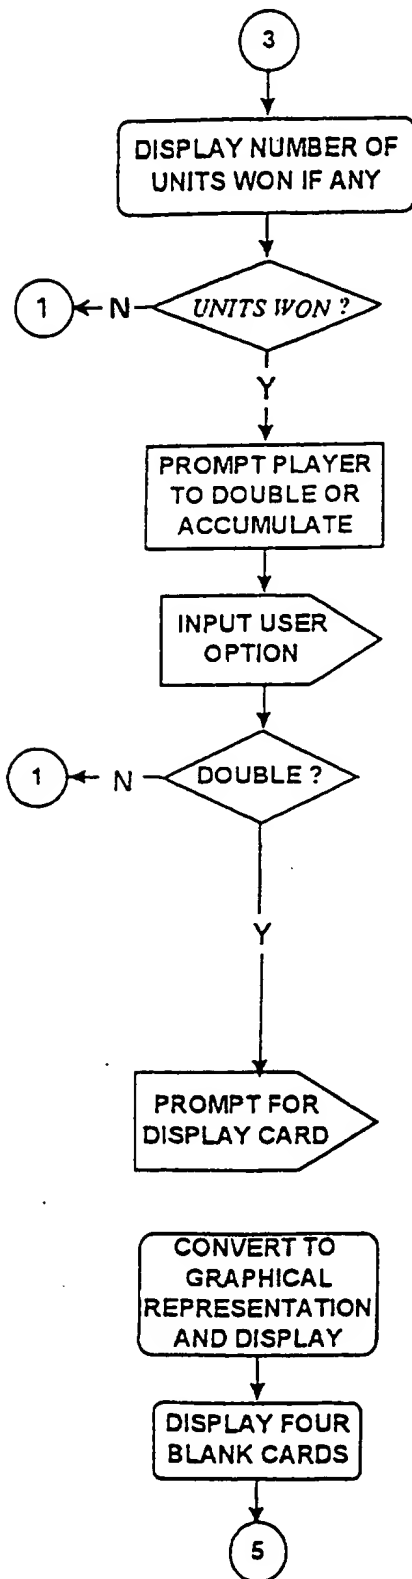 3
DISPLAY NUMBER OF
UNITS WON IF ANY
1
N
UNITS WON ?
Y
PROMPT PLAYER
TO DOUBLE OR
ACCUMULATE
INPUT USER
OPTION
1
N
DOUBLE ?
Y
PROMPT FOR
DISPLAY CARD
CONVERT TO
GRAPHICAL
REPRESENTATION
AND DISPLAY
DISPLAY FOUR
BLANK CARDS
5